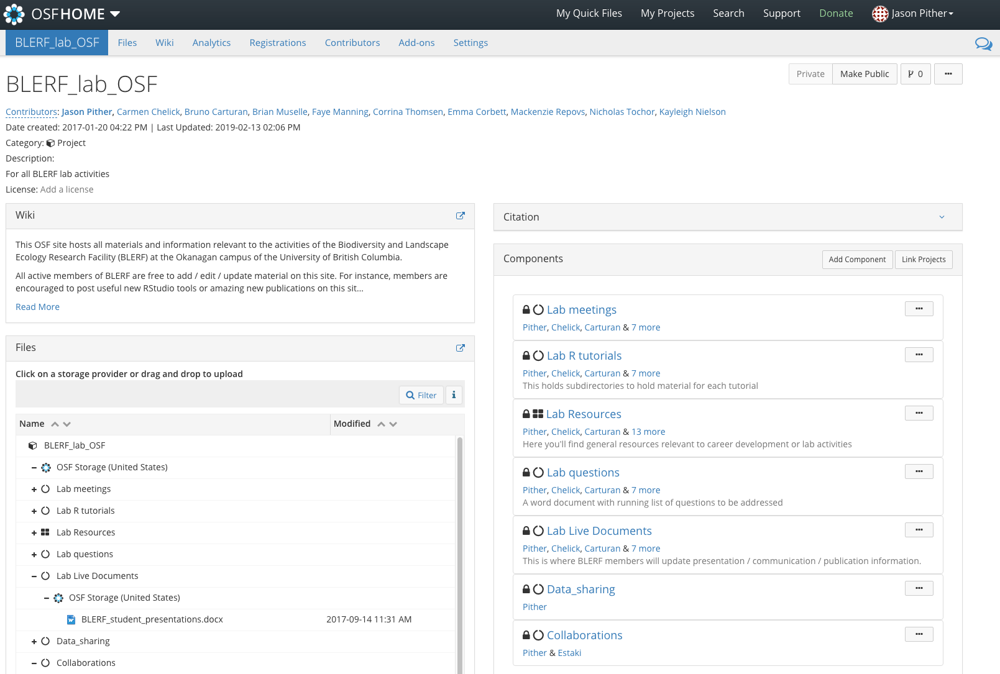 OSFHOME
My Quick Files My Projects Search Support Donate Jason Pither
BLERF_lab_OSF Files Wiki Analytics Registrations Contributors Add-ons Settings
BLERF_lab_OSF
Private Make Public 0 ...
Contributors: Jason Pither, Carmen Chelick, Bruno Carturan, Brian Muselle, Faye Manning, Corrina Thomsen, Emma Corbett, Mackenzie Repovs, Nicholas Tochor, Kayleigh Nielson
Date created: 2017-01-20 04:22 PM | Last Updated: 2019-02-13 02:06 PM
Category: Project
Description:
For all BLERF lab activities
License: Add a license
Wiki
This OSF site hosts all materials and information relevant to the activities of the Biodiversity and Landscape
Ecology Research Facility (BLERF) at the Okanagan campus of the University of British Columbia.
All active members of BLERF are free to add / edit / update material on this site. For instance, members are
encouraged to post useful new RStudio tools or amazing new publications on this sit...
Read More
Files
Click on a storage provider or drag and drop to upload
Filter i
Name Modified
BLERF_lab_OSF
OSF Storage (United States)
Lab meetings
Lab R tutorials
Lab Resources
Lab questions
Lab Live Documents
OSF Storage (United States)
BLERF_student_presentations.docx 2017-09-14 11:31 AM
Data_sharing
Collaborations
Citation
Components
Add Component Link Projects
Lab meetings ...
Pither, Chelick, Carturan & 7 more
Lab R tutorials ...
Pither, Chelick, Carturan & 7 more
This holds subdirectories to hold material for each tutorial
Lab Resources ...
Pither, Chelick, Carturan & 13 more
Here you'll find general resources relevant to career development or lab activities
Lab questions ...
Pither, Chelick, Carturan & 7 more
A word document with running list of questions to be addressed
Lab Live Documents ...
Pither, Chelick, Carturan & 7 more
This is where BLERF members will update presentation / communication / publication information.
Data_sharing ...
Pither
Collaborations ...
Pither & Estaki